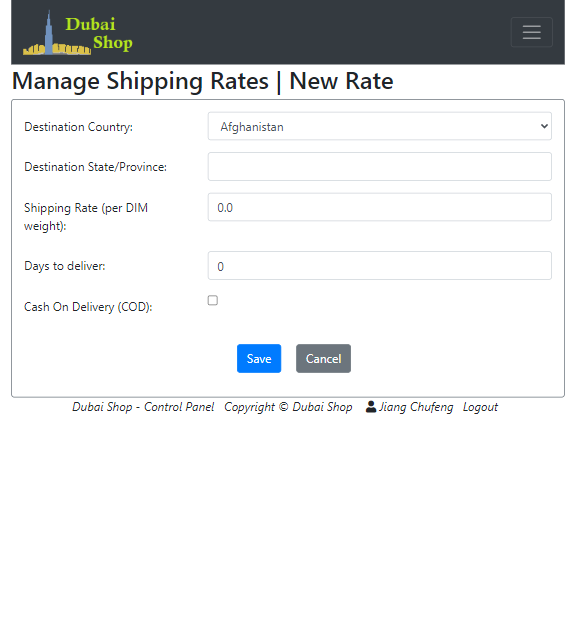 Dubai
Shop
Manage Shipping Rates | New Rate
Destination Country:
Afghanistan
Destination State/Province:
Shipping Rate (per DIM
weight):
0.0
Days to deliver:
0
Cash On Delivery (COD):
Save
Cancel
Dubai Shop - Control Panel Copyright © Dubai Shop Jiang Chufeng Logout